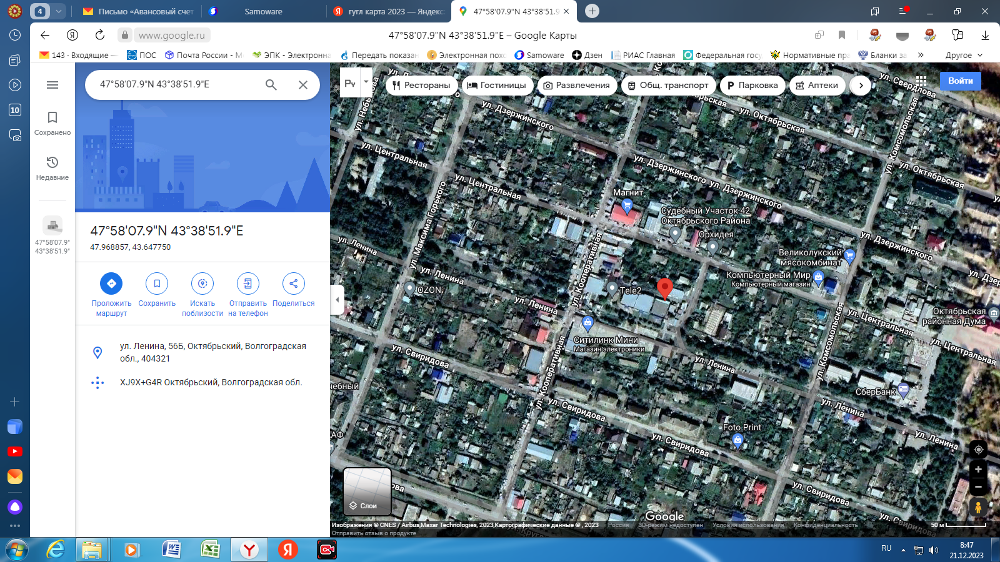 4
Письмо «Авансовый счет
Samoware
гугл карта 2023 — Яндекс
47°58'07.9"N 43°38'51.9
www.google.ru
47°58'07.9"N 43°38'51.9"E – Google Карты
143 · Входящие —
ПОС
Почта России - М
ЭПК - Электронна
Передать показан
Электронная похо
Samoware
Дзен
РИАС Главная
Федеральная госу
Нормативные пра
Бланки за
»
Другое
10
47°58'07.9"N 43°38'51.9"E
Сохранено
Недавние
47°58'07.9"
43°38'51.9"
47°58'07.9"N 43°38'51.9"E
47.968857, 43.647750
Проложить маршрут
Сохранить
Искать поблизости
Отправить на телефон
Поделиться
ул. Ленина, 56Б, Октябрьский, Волгоградская
обл., 404321
XJ9X+G4R Октябрьский, Волгоградская обл.
Рестораны
Гостиницы
Развлечения
Общ. транспорт
Парковка
Аптеки
Войти
ул. Свердлова
ул. Дзержинского
ул. Октябрьская
ул. Комсомольская
ул. Центральная
ул. Дзержинского
ул. Дзержинского
ул. Октябрьская
ул. Центральная
Магнит
Судебный Участок 42
Октябрьского Района
Орхидея
ул. Максима Горького
ул. Ленина
ул. Кооперативная
ул. Дзержинского
Великолукский
мясокомбинат
Компьютерный Мир
Компьютерный магазин
ул. Ленина
OZON
Tele2
ул. Ленина
Октябрьская
районная Дума
ул. Центральная
ул. Центральная
Ситилинк Мини
Магазин электроники
ул. Свиридова
ул. Кооперативная
ул. Ленина
ул. Комсомольская
СберБанк
ул. Ленина
ул. Свиридова
Foto Print
ул. Свиридова
ул. Ленина
ул. Свиридова
Слои
Google
Изображения © CNES / Airbus,Maxar Technologies, 2023,Картографические данные © , 2023
Россия
3D-режим недоступен
Условия использования
Конфиденциальность
50 м
Отправить отзыв о продукте
RU
8:47
21.12.2023